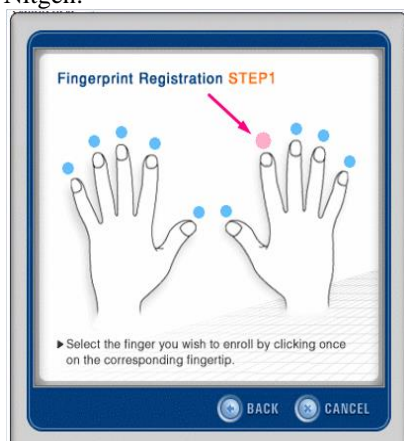 Nitgen.
Fingerprint Registration STEP1
▶ Select the finger you wish to enroll by clicking once
on the corresponding fingertip.
BACK CANCEL